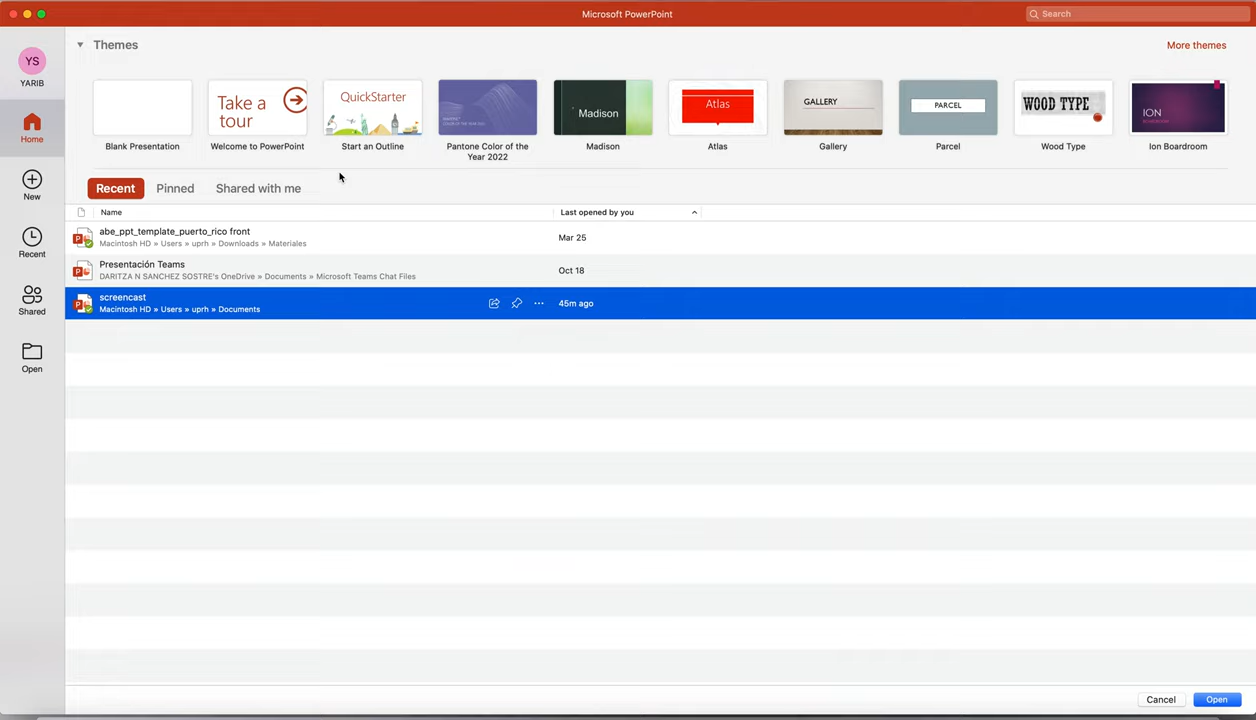 Microsoft PowerPoint
Search
YS
YARIB
Home
New
Recent
Shared
Open
Themes
More themes
Take a tour
QuickStarter
Madison
Atlas
GALLERY
PARCEL
WOOD TYPE
ION
Blank Presentation
Welcome to PowerPoint
Start an Outline
Pantone Color of the Year 2022
Madison
Atlas
Gallery
Parcel
Wood Type
Ion Boardroom
Recent
Pinned
Shared with me
Name
Last opened by you
abe_ppt_template_puerto_rico front
Macintosh HD » Users » uprh » Downloads » Materiales
Mar 25
Presentación Teams
DARITZA N SANCHEZ SOSTRE's OneDrive » Documents » Microsoft Teams Chat Files
Oct 18
screencast
Macintosh HD » Users » uprh » Documents
45m ago
Cancel
Open